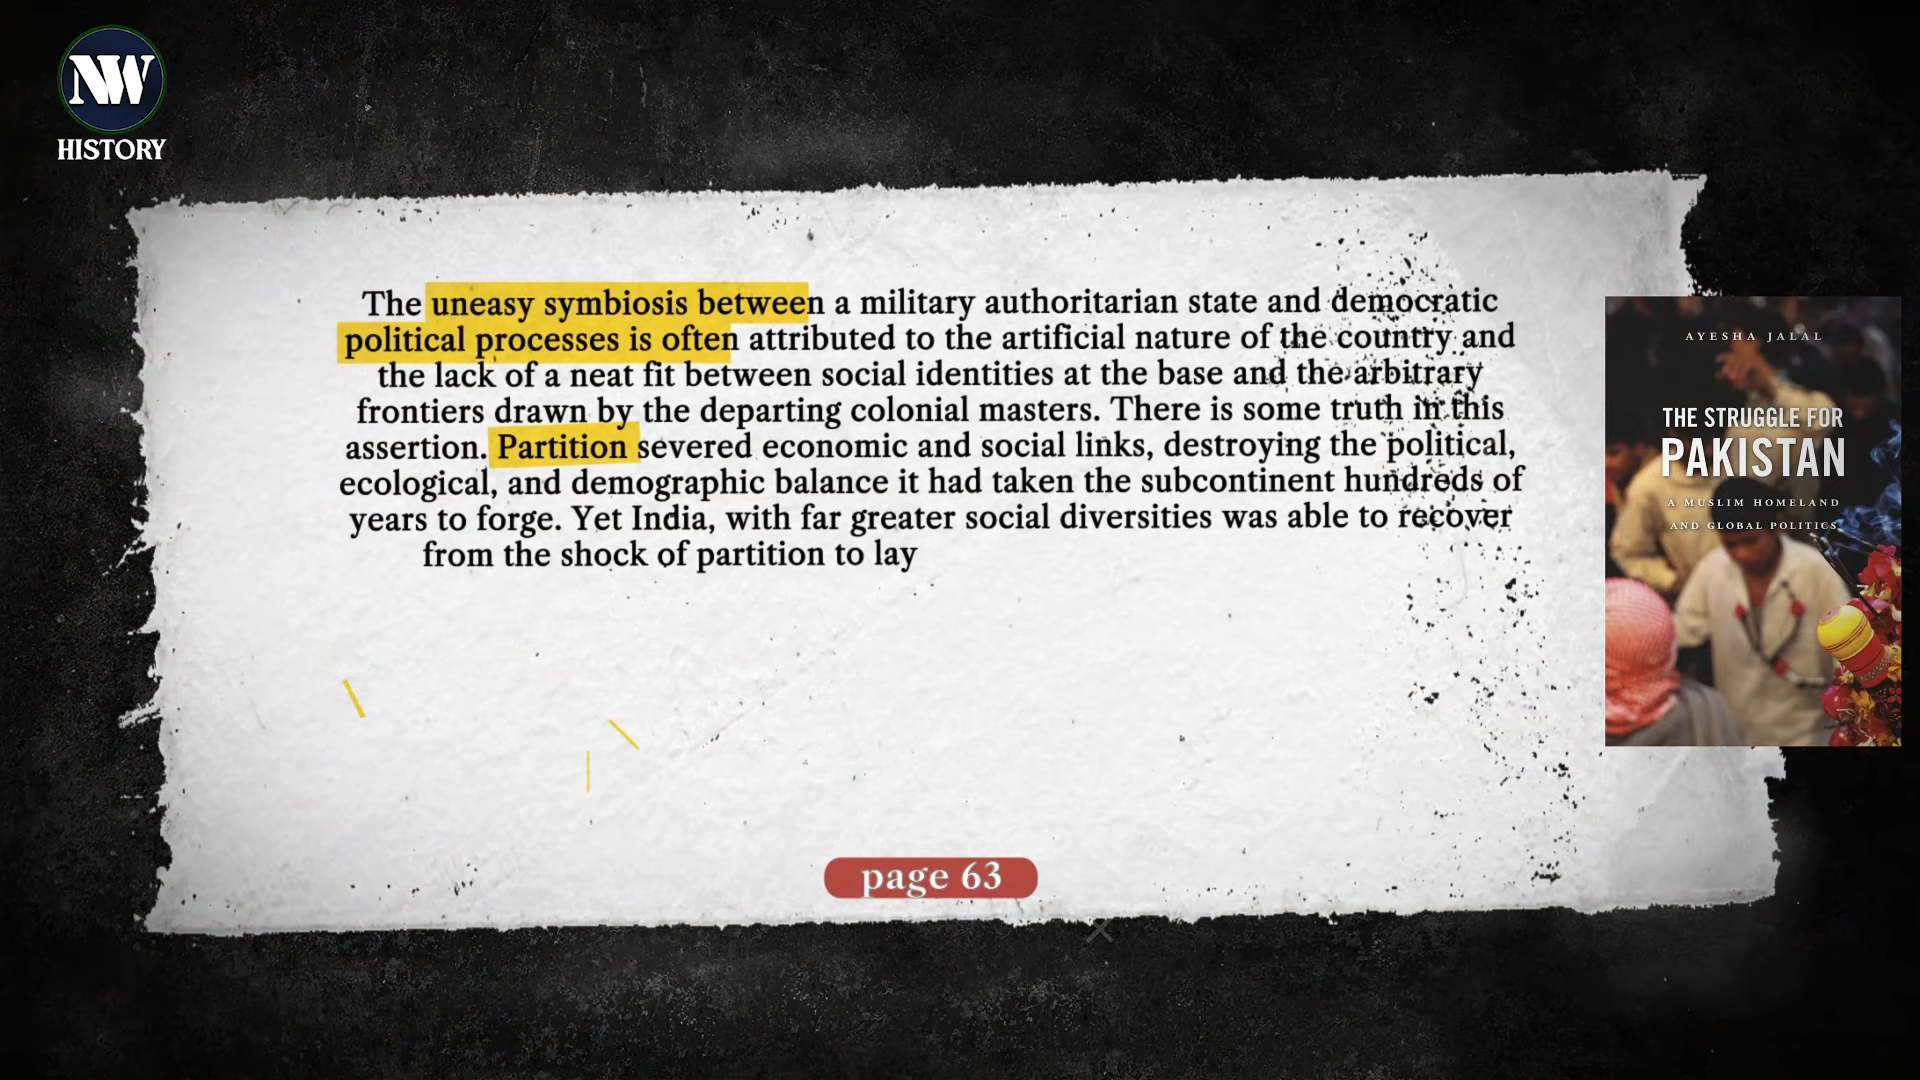 NW
HISTORY
The uneasy symbiosis between a military authoritarian state and democratic
political processes is often attributed to the artificial nature of the country and
the lack of a neat fit between social identities at the base and the arbitrary
frontiers drawn by the departing colonial masters. There is some truth in this
assertion. Partition severed economic and social links, destroying the political,
ecological, and demographic balance it had taken the subcontinent hundreds of
years to forge. Yet India, with far greater social diversities was able to recover
from the shock of partition to lay
AYESHA JALAL
THE STRUGGLE FOR
PAKISTAN
A MUSLIM HOMELAND
AND GLOBAL POLITICS
page 63